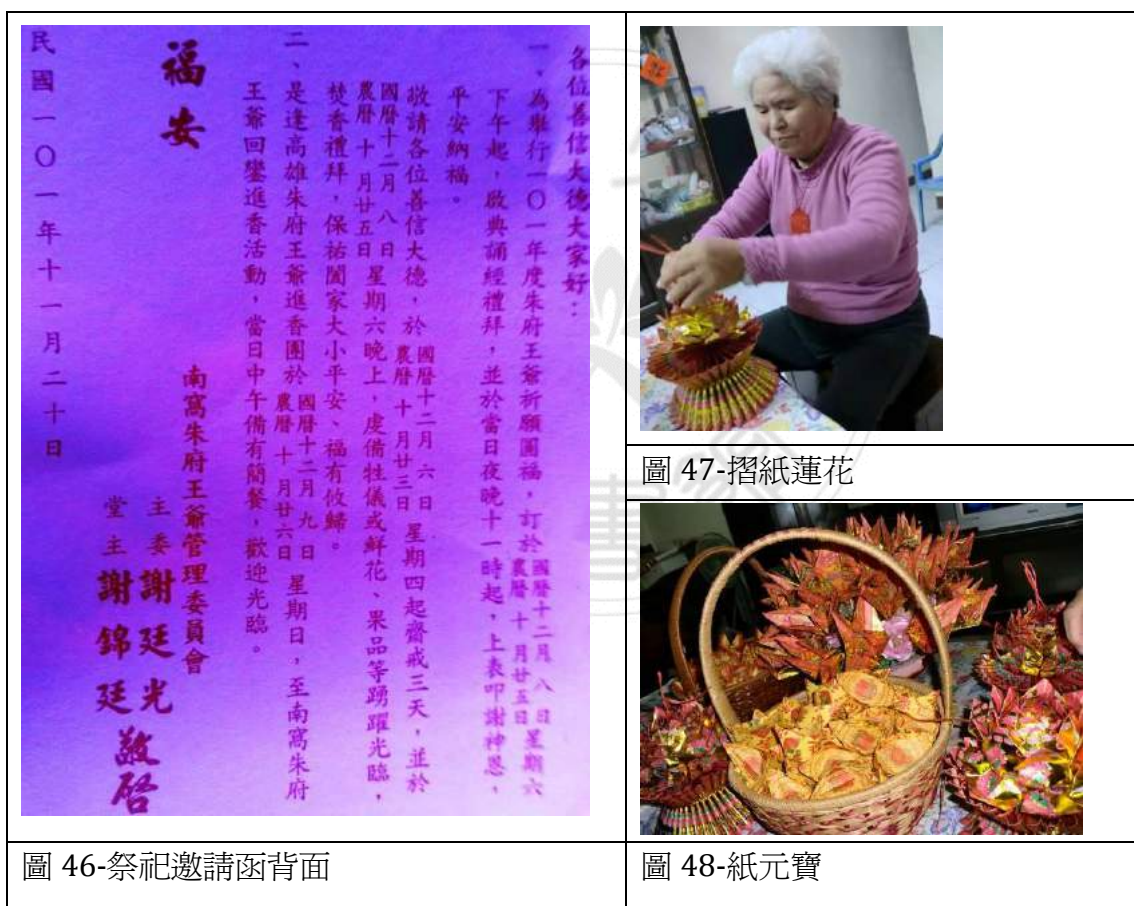 各位善信大德大家好：
一、為舉行一〇一年度朱府王爺祈願圓福，訂於國曆十二月八日農曆十月廿五日星期六
下午起，啟典誦經禮拜，並於當日夜晚十一時起，上表叩謝神恩，
平安納福。
敬請各位善信大德，於國曆十二月六日農曆十月廿三日星期四起齋戒三天，並於
國曆十二月八日農曆十月廿五日星期六晚上，虔備牲儀或鮮花、果品等踴躍光臨，
焚香禮拜，保祐闔家大小平安、福有攸歸。
二、是逢高雄朱府王爺進香團於國曆十二月九日農曆十月廿六日星期日，至南窩朱府
王爺回鑾進香活動，當日中午備有簡餐，歡迎光臨。
福安
南窩朱府王爺管理委員會
主委謝廷光
堂主謝錦廷
敬啓
民國一〇一年十一月二十日
圖 46-祭祀邀請函背面
圖 47-摺紙蓮花
圖 48-紙元寶